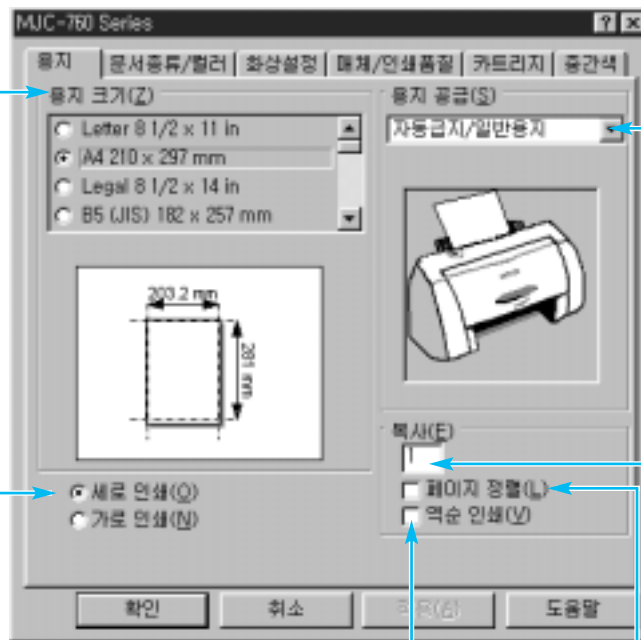 MJC-760 Series
용지 문서종류/컬러 화상설정 매체/인쇄품질 카트리지 중간색
용지 크기(Z)
Letter 8 1/2 x 11 in
A4 210 x 297 mm
Legal 8 1/2 x 14 in
B5 (JIS) 182 x 257 mm
203.2 mm
281 mm
세로 인쇄(O)
가로 인쇄(N)
용지 공급(S)
자동급지/일반용지
복사(E)
1
페이지 정렬(L)
역순 인쇄(V)
확인 취소 적용(A) 도움말